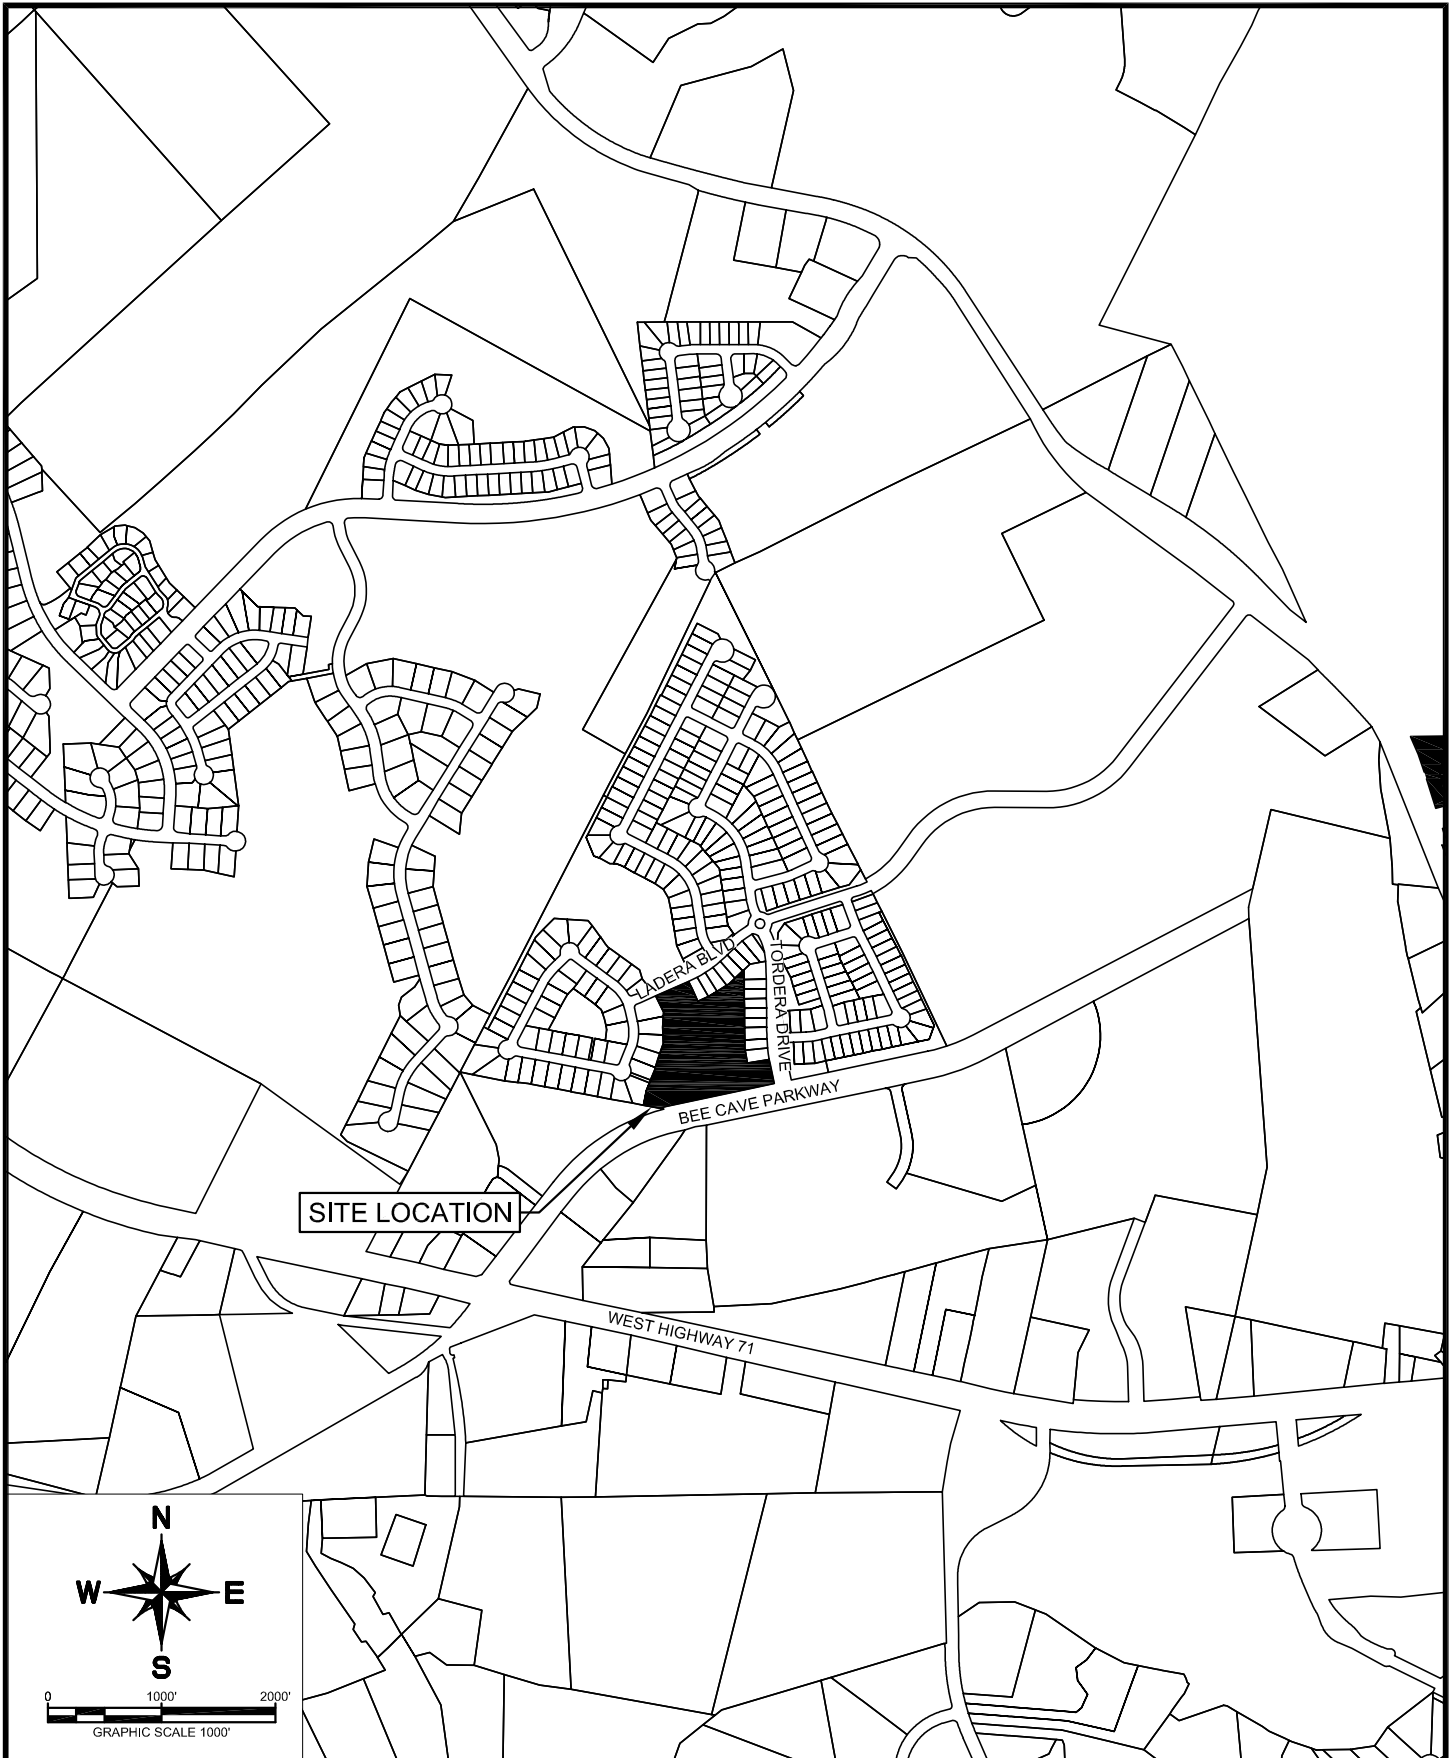 LADERA BLVD
TORDERA DRIVE
BEE CAVE PARKWAY
SITE LOCATION
WEST HIGHWAY 71
N
W E
S
0 1000' 2000'
GRAPHIC SCALE 1000'